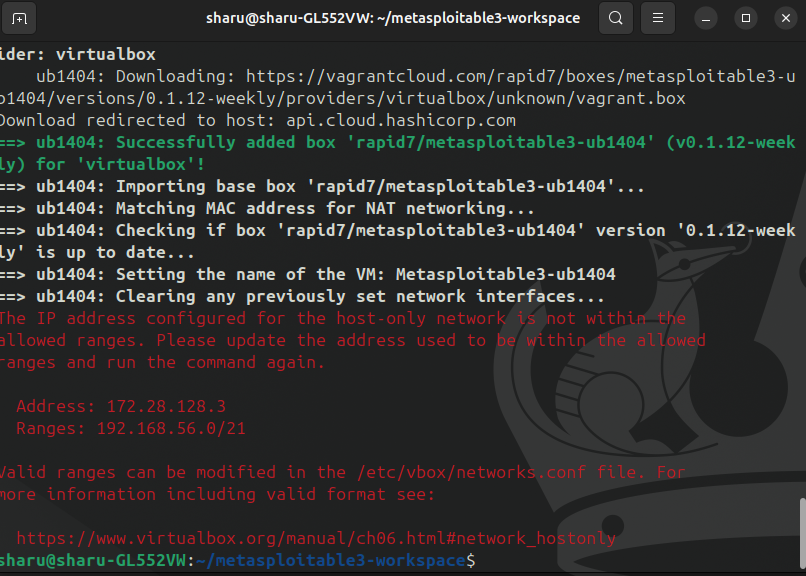 sharu@sharu-GL552VW: ~/metasploitable3-workspace
ider: virtualbox
ub1404: Downloading: https://vagrantcloud.com/rapid7/boxes/metasploitable3-u
b1404/versions/0.1.12-weekly/providers/virtualbox/unknown/vagrant.box
Download redirected to host: api.cloud.hashicorp.com
==> ub1404: Successfully added box 'rapid7/metasploitable3-ub1404' (v0.1.12-week
ly) for 'virtualbox'!
==> ub1404: Importing base box 'rapid7/metasploitable3-ub1404'...
==> ub1404: Matching MAC address for NAT networking...
==> ub1404: Checking if box 'rapid7/metasploitable3-ub1404' version '0.1.12-week
ly' is up to date...
==> ub1404: Setting the name of the VM: Metasploitable3-ub1404
==> ub1404: Clearing any previously set network interfaces...
The IP address configured for the host-only network is not within the
allowed ranges. Please update the address used to be within the allowed
ranges and run the command again.
Address: 172.28.128.3
Ranges: 192.168.56.0/21
Valid ranges can be modified in the /etc/vbox/networks.conf file. For
more information including valid format see:
https://www.virtualbox.org/manual/ch06.html#network_hostonly
sharu@sharu-GL552VW:~/metasploitable3-workspace$